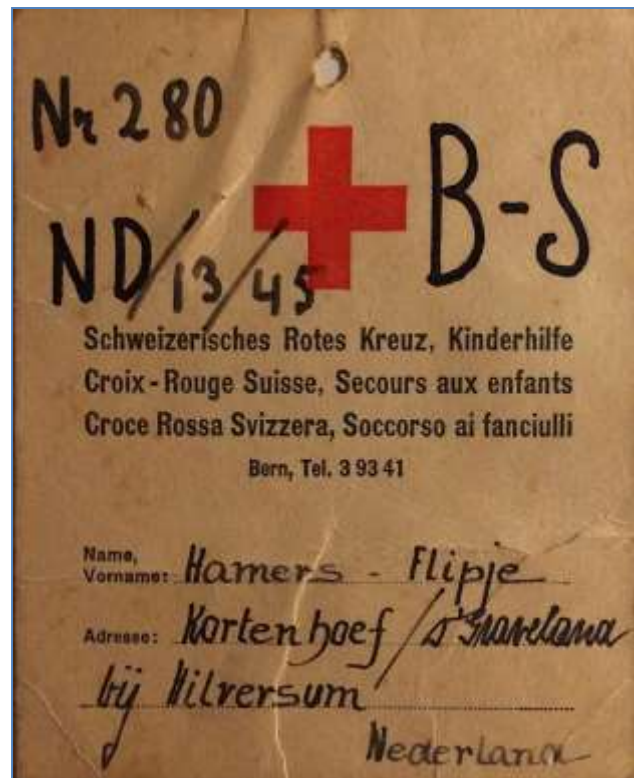 Nr 280
B-S
ND/13/45
Schweizerisches Rotes Kreuz, Kinderhilfe
Croix-Rouge Suisse, Secours aux enfants
Croce Rossa Svizzera, Soccorso ai fanciulli
Bern, Tel. 3 93 41
Name,
Vorname: Hamers - Flipje
Adresse: Kortenhoef / s'Graveland
bij Hilversum
Nederland